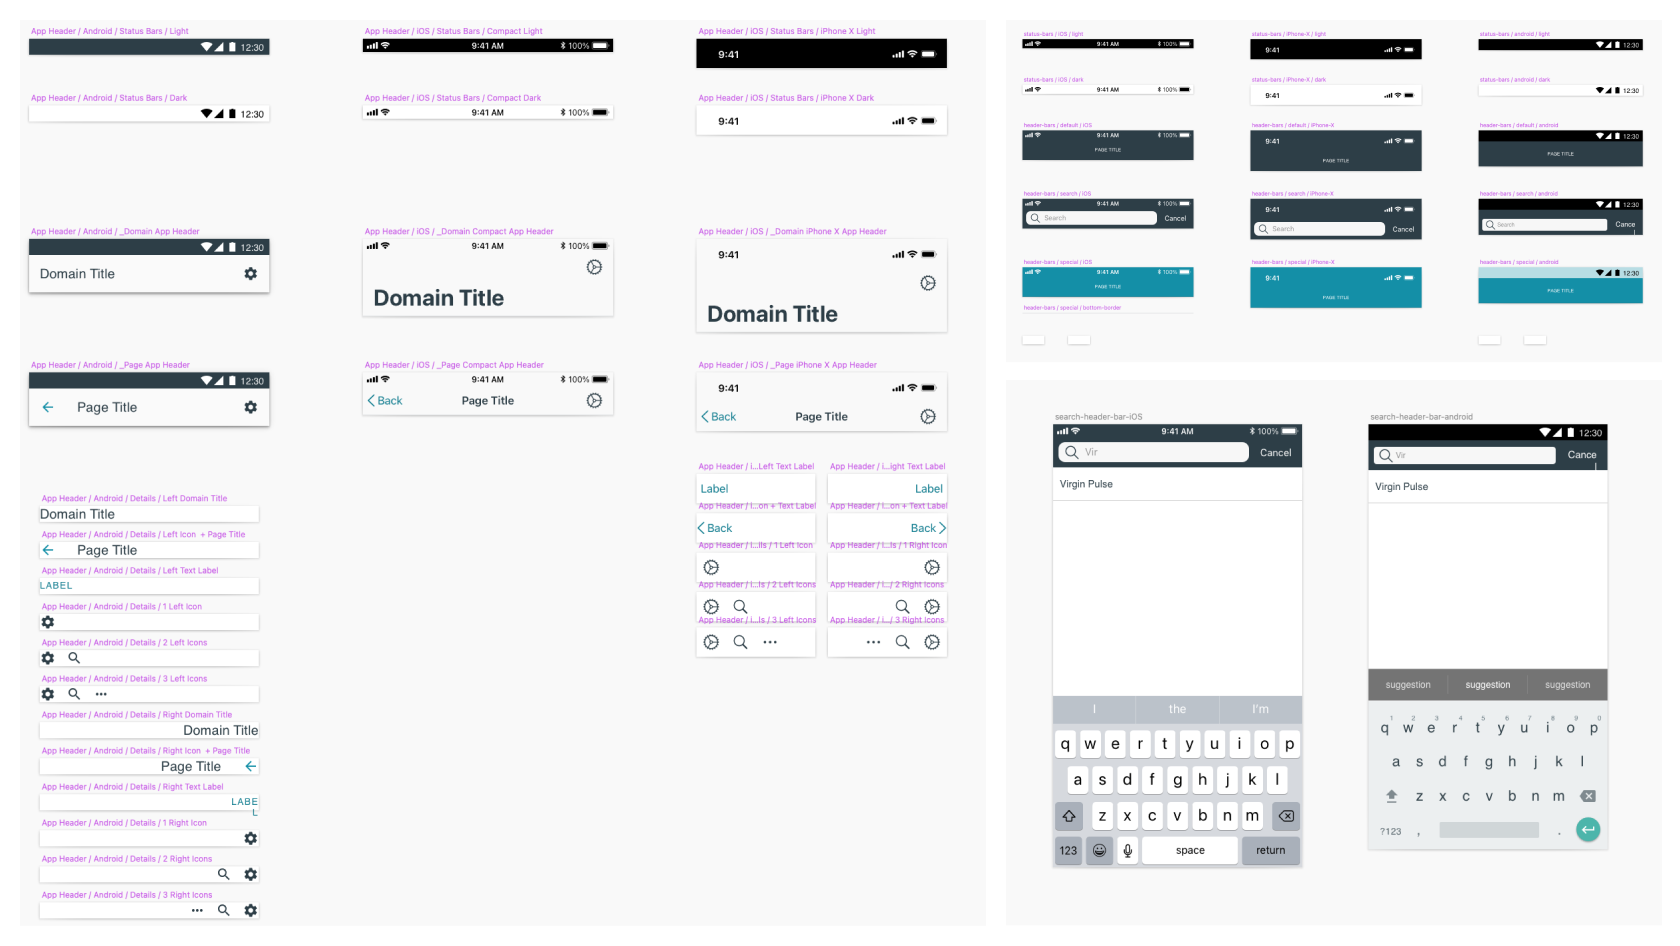 App Header / Android / Status Bars / Light
12:30
App Header / iOS / Status Bars / Compact Light
9:41 AM
100%
App Header / iOS / Status Bars / iPhone X Light
9:41
App Header / Android / Status Bars / Dark
12:30
App Header / iOS / Status Bars / Compact Dark
9:41 AM
100%
App Header / iOS / Status Bars / iPhone X Dark
9:41
App Header / Android / _Domain App Header
12:30
Domain Title
App Header / iOS / _Domain Compact App Header
9:41 AM
100%
Domain Title
App Header / iOS / _Domain iPhone X App Header
9:41
Domain Title
App Header / Android / _Page App Header
12:30
Page Title
App Header / iOS / _Page Compact App Header
9:41 AM
100%
Back
Page Title
App Header / iOS / _Page iPhone X App Header
9:41
Back
Page Title
App Header / Android / Details / Left Domain Title
Domain Title
App Header / Android / Details / Left Icon + Page Title
Page Title
App Header / Android / Details / Left Text Label
LABEL
App Header / Android / Details / 1 Left Icon
App Header / Android / Details / 2 Left Icons
App Header / Android / Details / 3 Left Icons
App Header / Android / Details / Right Domain Title
Domain Title
App Header / Android / Details / Right Icon + Page Title
Page Title
App Header / Android / Details / Right Text Label
LABE
L
App Header / Android / Details / 1 Right Icon
App Header / Android / Details / 2 Right Icons
App Header / Android / Details / 3 Right Icons
App Header / i...Left Text Label
Label
App Header / i...on + Text Label
Back
App Header / i...ls / 1 Left Icon
App Header / i...ls / 2 Left Icons
App Header / i...ls / 3 Left Icons
App Header / i...ight Text Label
Label
App Header / i...on + Text Label
Back
App Header / i...ls / 1 Right Icon
App Header / i.../ 2 Right Icons
App Header / i.../ 3 Right Icons
status-bars / iOS / light
9:41 AM
100%
status-bars / iPhone-X / light
9:41
status-bars / android / light
12:30
status-bars / iOS / dark
9:41 AM
100%
status-bars / iPhone-X / dark
9:41
status-bars / android / dark
12:30
header-bars / default / iOS
9:41 AM
100%
PAGE TITLE
header-bars / default / iPhone-X
9:41
PAGE TITLE
header-bars / default / android
12:30
PAGE TITLE
header-bars / search / iOS
9:41 AM
100%
Search
Cancel
header-bars / search / iPhone-X
9:41
Search
Cancel
header-bars / search / android
12:30
Search
Cance
l
header-bars / special / iOS
9:41 AM
100%
PAGE TITLE
header-bars / special / iPhone-X
9:41
PAGE TITLE
header-bars / special / android
12:30
PAGE TITLE
header-bars / special / bottom-border
search-header-bar-iOS
9:41 AM
100%
Vir
Cancel
Virgin Pulse
I the I'm
q w e r t y u i o p
a s d f g h j k l
z x c v b n m
123 space return
search-header-bar-android
12:30
Vir
Cance
l
Virgin Pulse
suggestion suggestion suggestion
1 2 3 4 5 6 7 8 9 0
q w e r t y u i o p
a s d f g h j k l
z x c v b n m
?123 , .